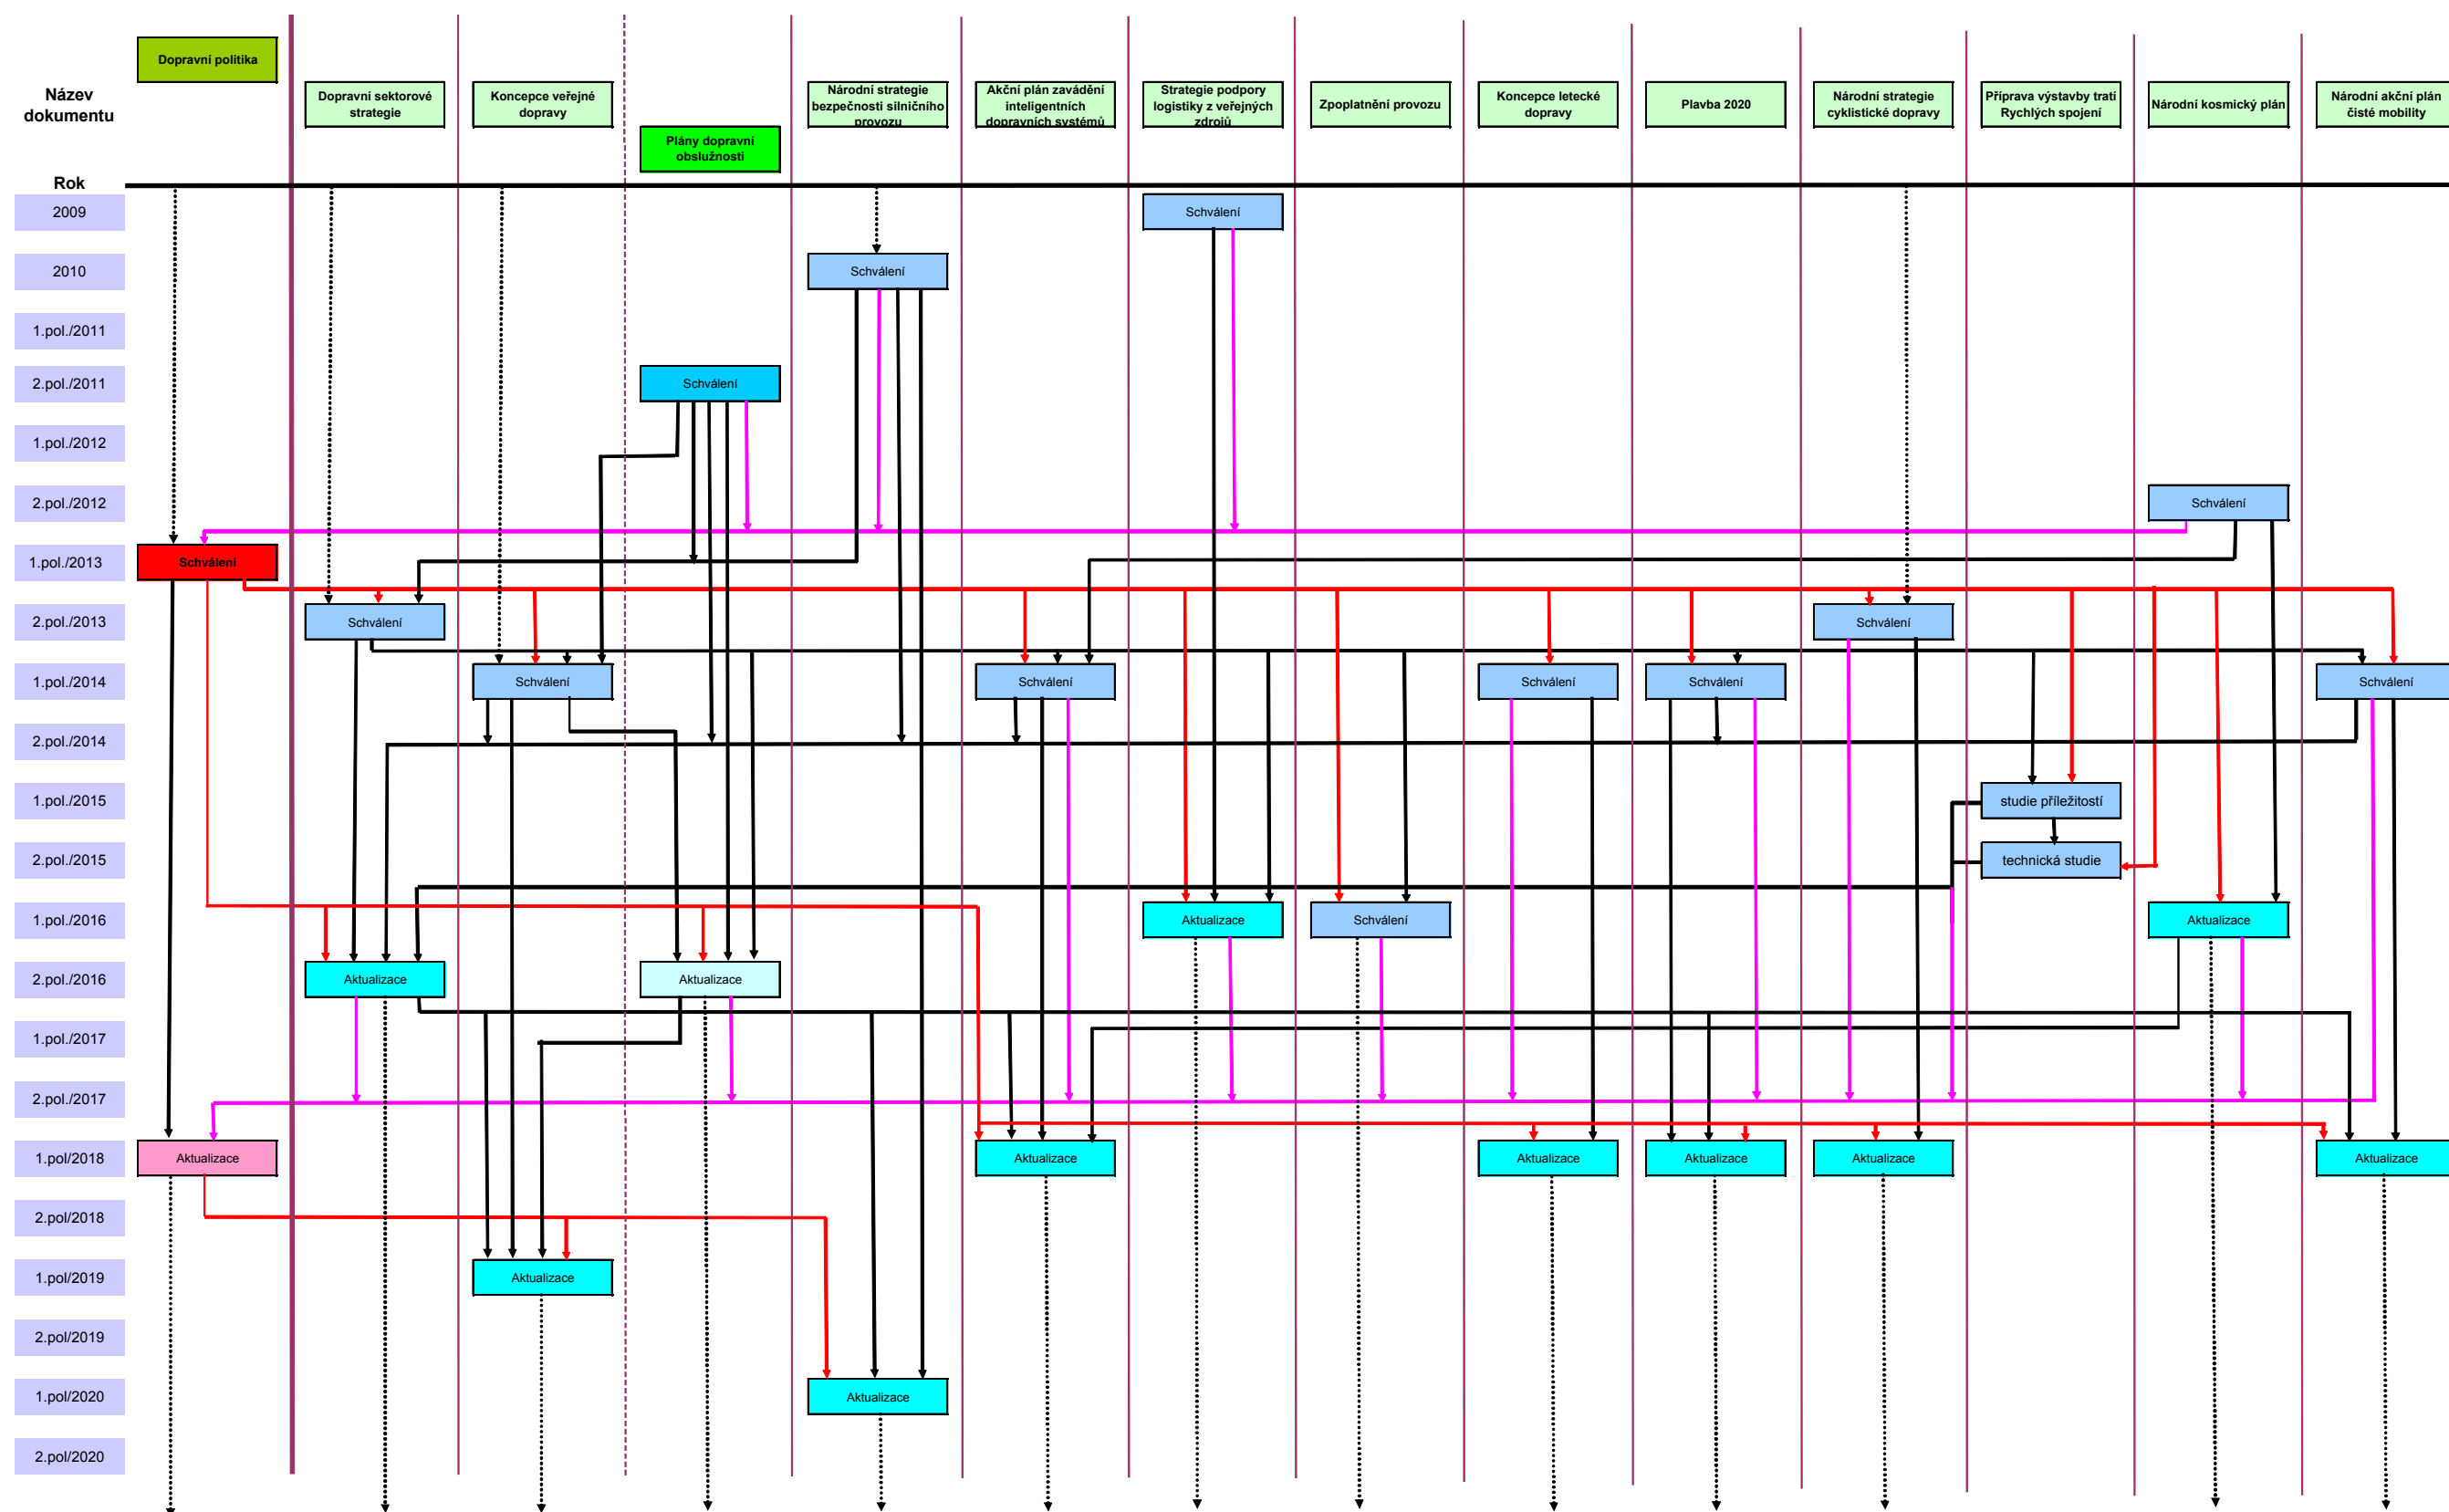 Dopravní politika
Název
dokumentu
Dopravní sektorové
strategie
Koncepce veřejné
dopravy
Plány dopravní
obslužnosti
Národní strategie
bezpečnosti silničního
provozu
Akční plán zavádění
inteligentních
dopravních systémů
Strategie podpory
logistiky z veřejných
zdrojů
Zpoplatnění provozu
Koncepce letecké
dopravy
Plavba 2020
Národní strategie
cyklistické dopravy
Příprava výstavby tratí
Rychlých spojení
Národní kosmický plán
Národní akční plán
čisté mobility
Rok
2009
Schválení
2010
Schválení
1.pol./2011
2.pol./2011
Schválení
1.pol./2012
2.pol./2012
Schválení
1.pol./2013
Schválení
2.pol./2013
Schválení
Schválení
1.pol./2014
Schválení
Schválení
Schválení
Schválení
Schválení
2.pol./2014
1.pol./2015
studie příležitostí
2.pol./2015
technická studie
1.pol./2016
Aktualizace
Schválení
Aktualizace
2.pol./2016
Aktualizace
Aktualizace
1.pol./2017
2.pol./2017
1.pol/2018
Aktualizace
Aktualizace
Aktualizace
Aktualizace
Aktualizace
Aktualizace
2.pol/2018
1.pol/2019
Aktualizace
2.pol/2019
1.pol/2020
Aktualizace
2.pol/2020